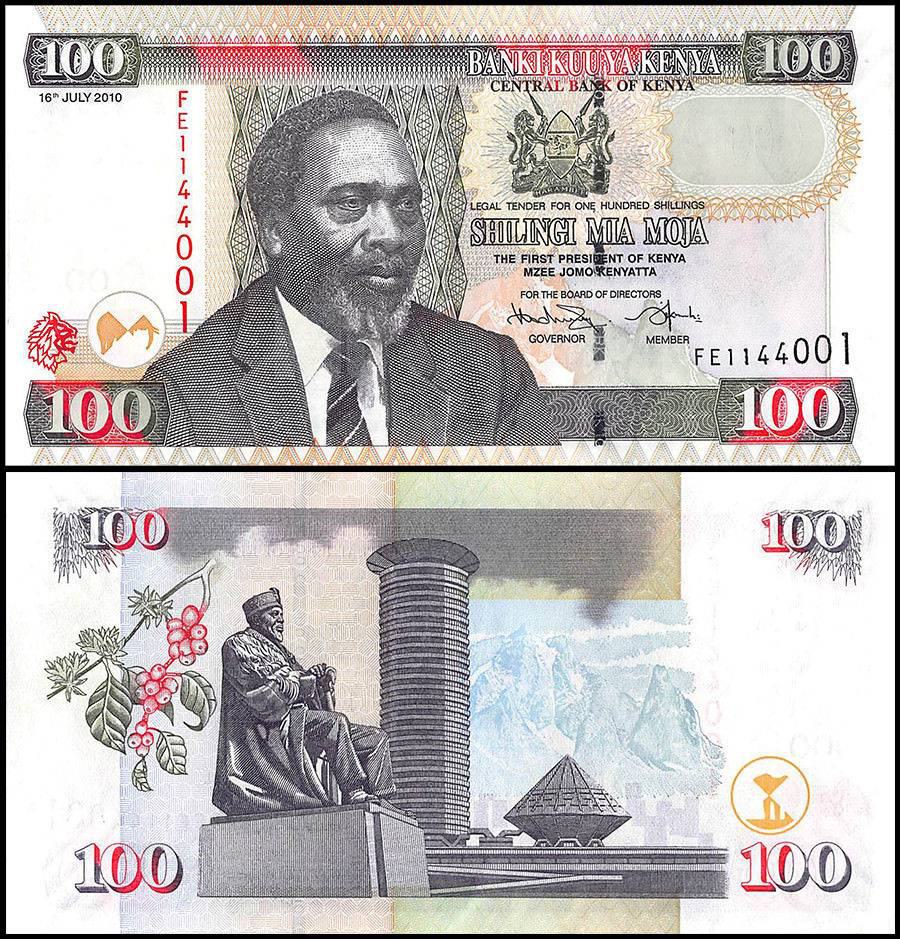 100
BANKI KUU YA KENYA
100
CENTRAL BANK OF KENYA
16th JULY 2010
FE1144001
HARAMBEE
LEGAL TENDER FOR ONE HUNDRED SHILLINGS
SHILINGI MIA MOJA
THE FIRST PRESIDENT OF KENYA
MZEE JOMO KENYATTA
FOR THE BOARD OF DIRECTORS
GOVERNOR
MEMBER
FE1144001
100
100
100
100
100
100